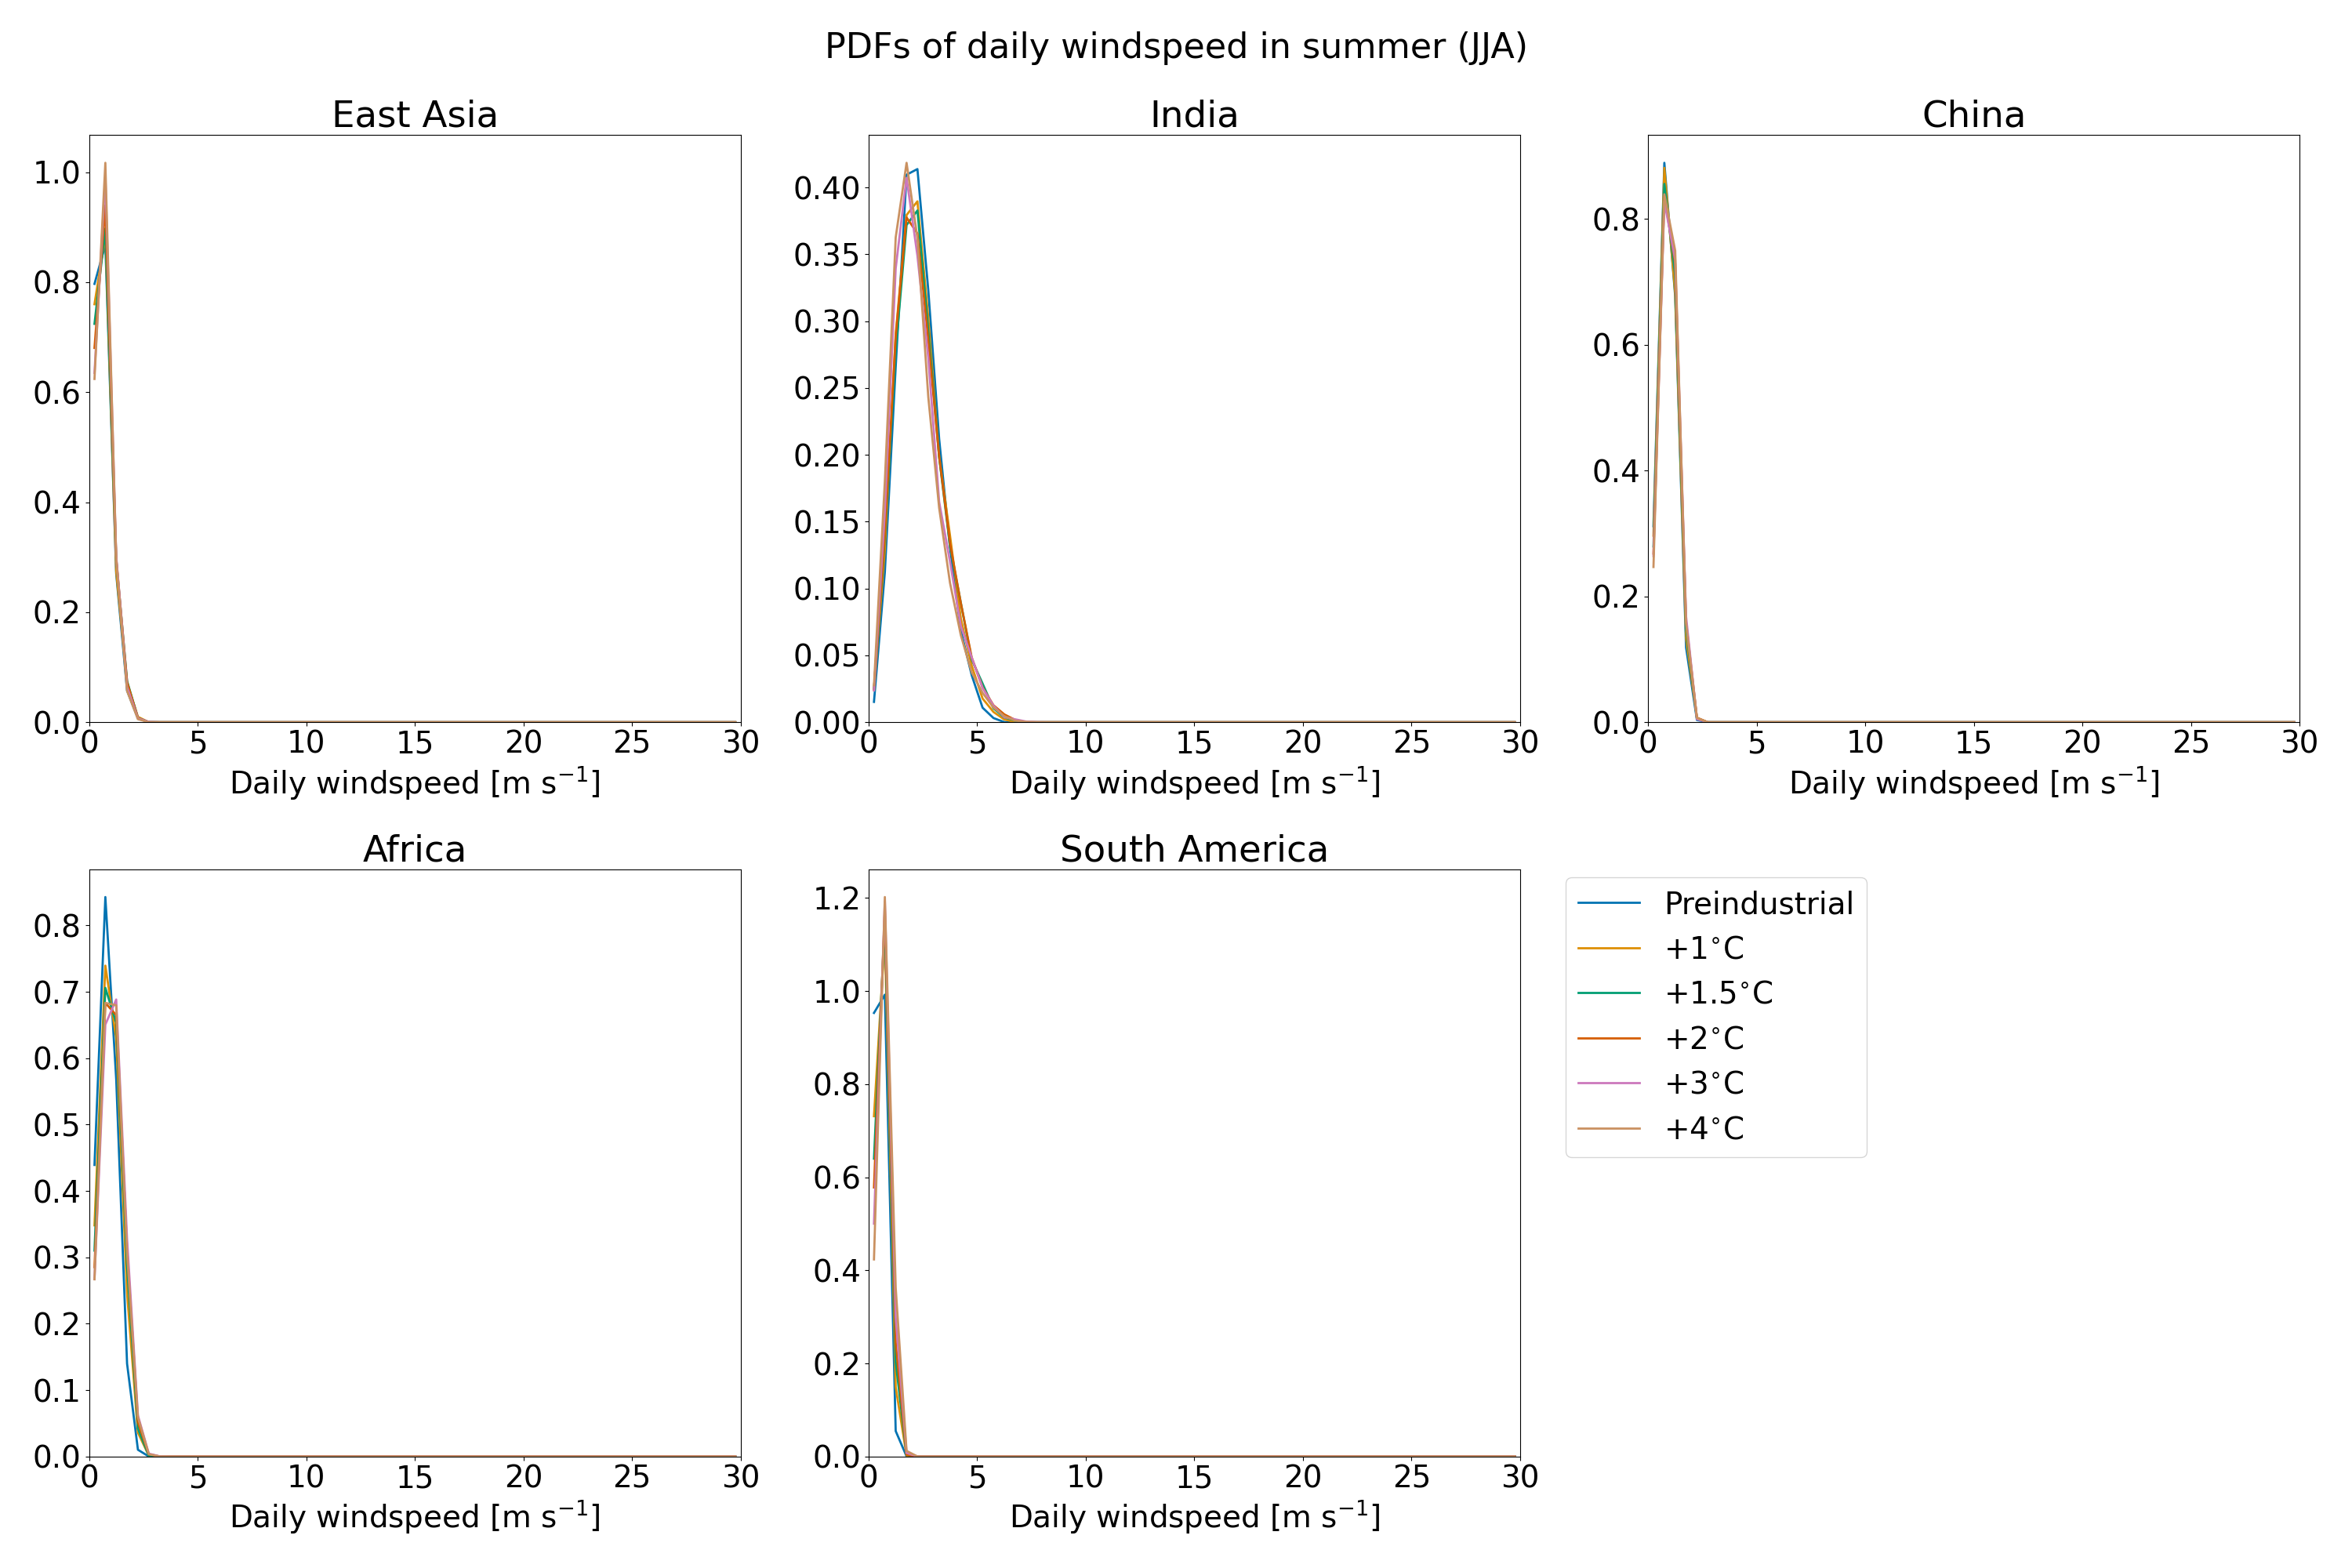 PDFs of daily windspeed in summer (JJA)
East Asia
1.0
0.8
0.6
0.4
0.2
0.0
0 5 10 15 20 25 30
Daily windspeed [m s⁻¹]
India
0.40
0.35
0.30
0.25
0.20
0.15
0.10
0.05
0.00
0 5 10 15 20 25 30
Daily windspeed [m s⁻¹]
China
0.8
0.6
0.4
0.2
0.0
0 5 10 15 20 25 30
Daily windspeed [m s⁻¹]
Africa
0.8
0.7
0.6
0.5
0.4
0.3
0.2
0.1
0.0
0 5 10 15 20 25 30
Daily windspeed [m s⁻¹]
South America
1.2
1.0
0.8
0.6
0.4
0.2
0.0
0 5 10 15 20 25 30
Daily windspeed [m s⁻¹]
Preindustrial
+1°C
+1.5°C
+2°C
+3°C
+4°C